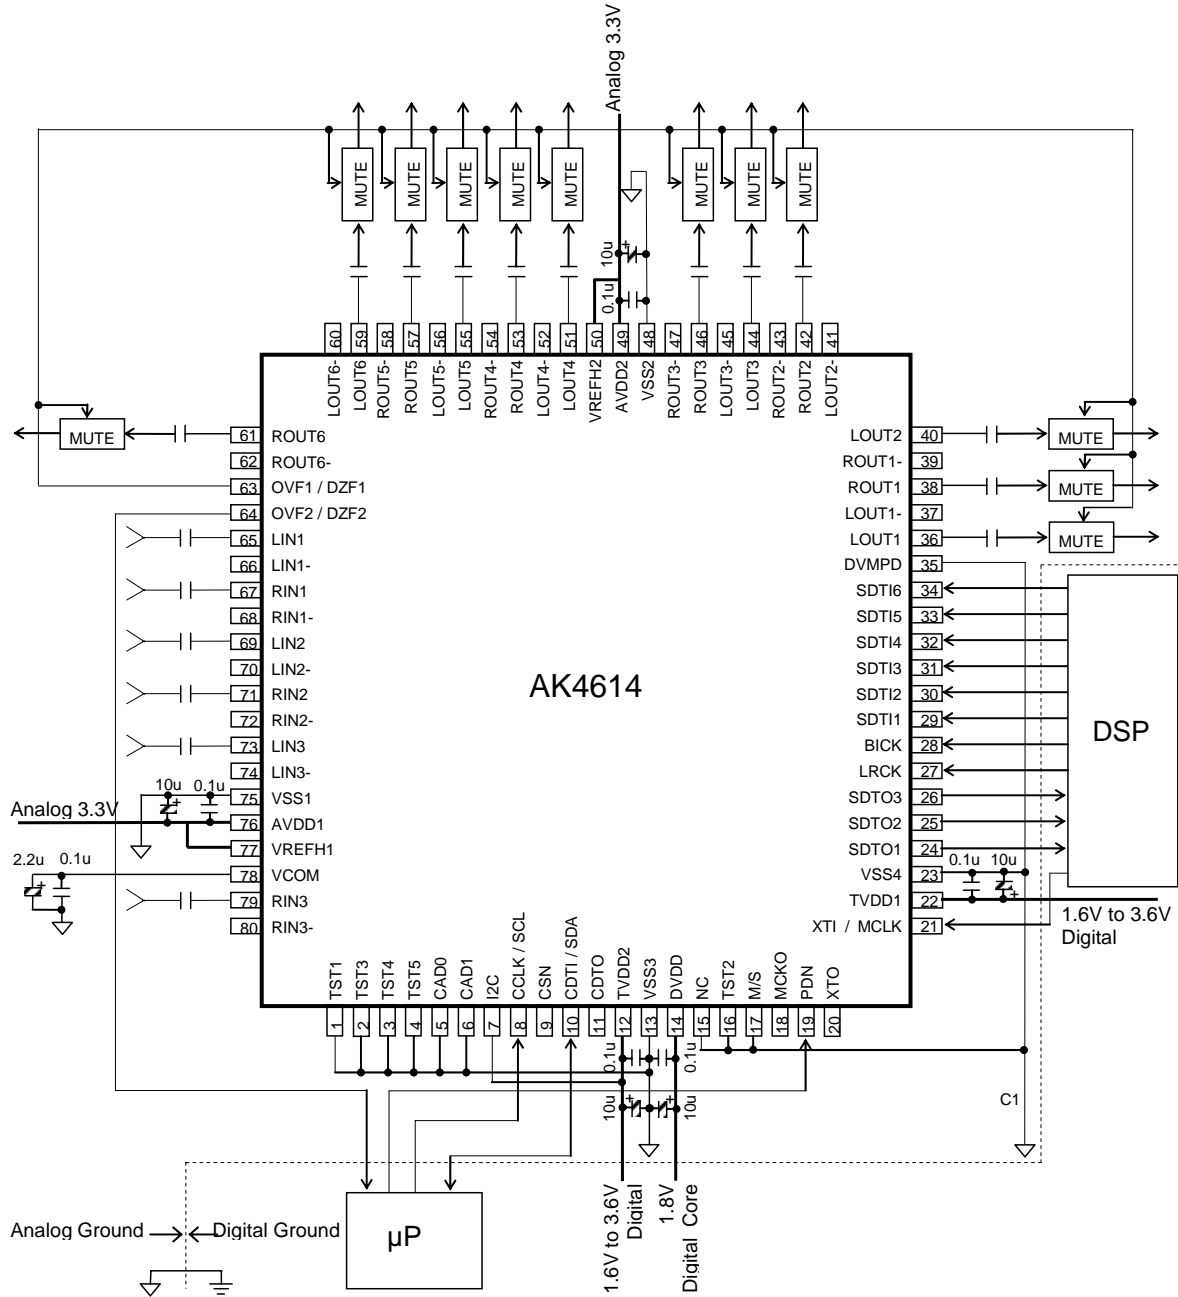 Analog 3.3V
MUTE
MUTE
MUTE
MUTE
MUTE
MUTE
MUTE
MUTE
10u
+
0.1u
60
59
58
57
56
55
54
53
52
51
50
49
48
47
46
45
44
43
42
41
LOUT6-
LOUT6
ROUT5-
ROUT5
LOUT5-
LOUT5
ROUT4-
ROUT4
LOUT4-
LOUT4
VREFH2
AVDD2
VSS2
ROUT3-
ROUT3
LOUT3-
LOUT3
ROUT2-
ROUT2
LOUT2-
MUTE
61 ROUT6
62 ROUT6-
63 OVF1 / DZF1
64 OVF2 / DZF2
65 LIN1
66 LIN1-
67 RIN1
68 RIN1-
69 LIN2
70 LIN2-
71 RIN2
72 RIN2-
73 LIN3
74 LIN3-
75 VSS1
76 AVDD1
77 VREFH1
78 VCOM
79 RIN3
80 RIN3-
10u
+
0.1u
Analog 3.3V
2.2u
+
0.1u
AK4614
LOUT2 40
ROUT1- 39
ROUT1 38
LOUT1- 37
LOUT1 36
DVMPD 35
SDTI6 34
SDTI5 33
SDTI4 32
SDTI3 31
SDTI2 30
SDTI1 29
BICK 28
LRCK 27
SDTO3 26
SDTO2 25
SDTO1 24
VSS4 23
TVDD1 22
XTI / MCLK 21
MUTE
MUTE
MUTE
DSP
0.1u
10u
+
1.6V to 3.6V
Digital
TST1
TST3
TST4
TST5
CAD0
CAD1
I2C
CCLK / SCL
CSN
CDTI / SDA
CDTO
TVDD2
VSS3
DVDD
NC
TST2
M/S
MCKO
PDN
XTO
1
2
3
4
5
6
7
8
9
10
11
12
13
14
15
16
17
18
19
20
0.1u
0.1u
10u
+
+
10u
C1
1.6V to 3.6V
Digital
1.8V
Digital Core
µP
Analog Ground
Digital Ground